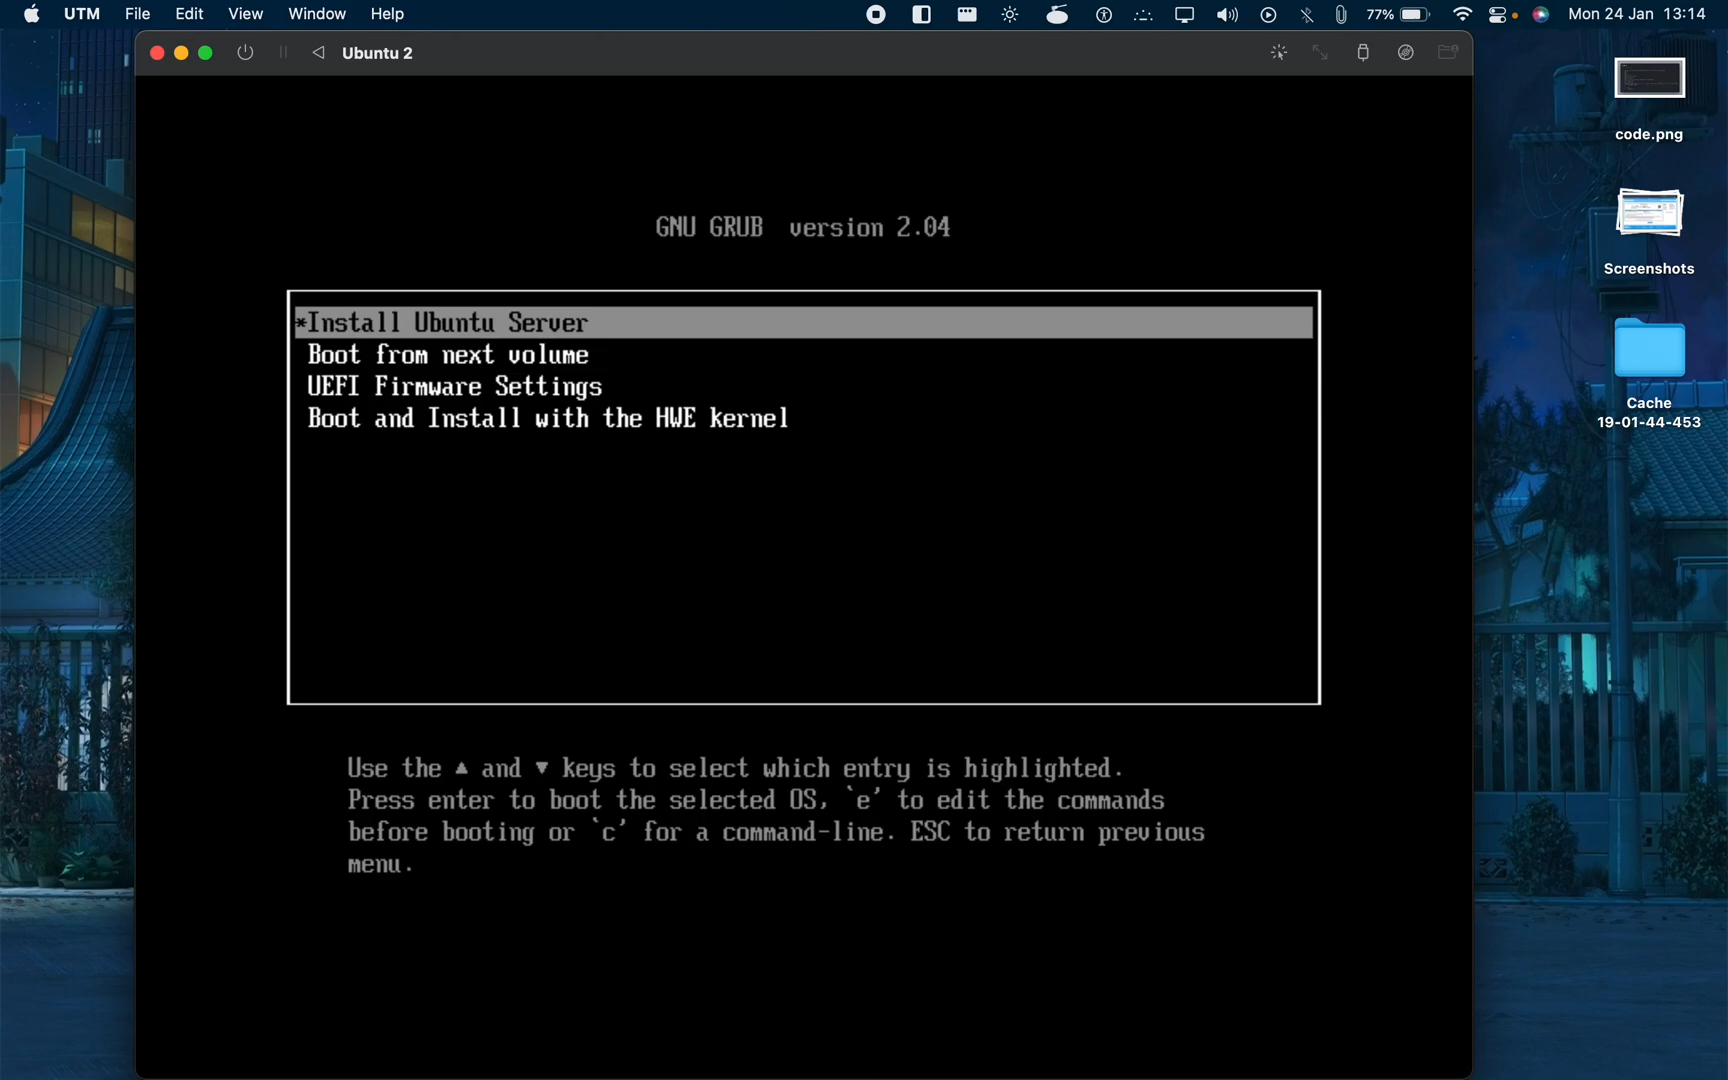 UTM File Edit View Window Help 77% Mon 24 Jan 13:14
Ubuntu 2
code.png
Screenshots
Cache
19-01-44-453
GNU GRUB version 2.04
*Install Ubuntu Server
Boot from next volume
UEFI Firmware Settings
Boot and Install with the HWE kernel
Use the ▲ and ▼ keys to select which entry is highlighted.
Press enter to boot the selected OS, `e' to edit the commands
before booting or `c' for a command-line. ESC to return previous
menu.